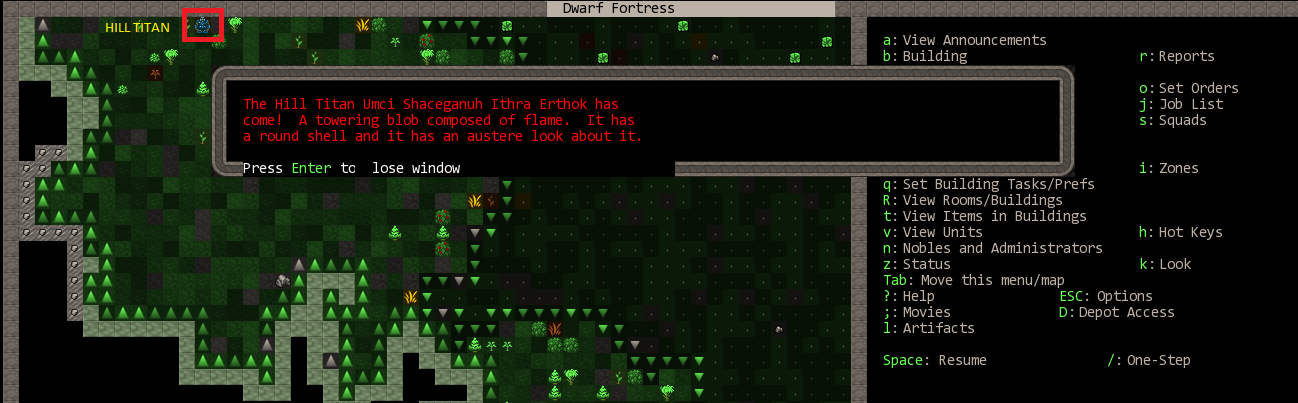 Dwarf Fortress
HILL TITAN
The Hill Titan Umci Shaceganuh Ithra Erthok has
come! A towering blob composed of flame. It has
a round shell and it has an austere look about it.
Press Enter to lose window
a: View Announcements
b: Building r: Reports
o: Set Orders
j: Job List
s: Squads
i: Zones
q: Set Building Tasks/Prefs
R: View Rooms/Buildings
t: View Items in Buildings
v: View Units h: Hot Keys
n: Nobles and Administrators
z: Status k: Look
Tab: Move this menu/map
?: Help ESC: Options
;: Movies D: Depot Access
l: Artifacts
Space: Resume /: One-Step